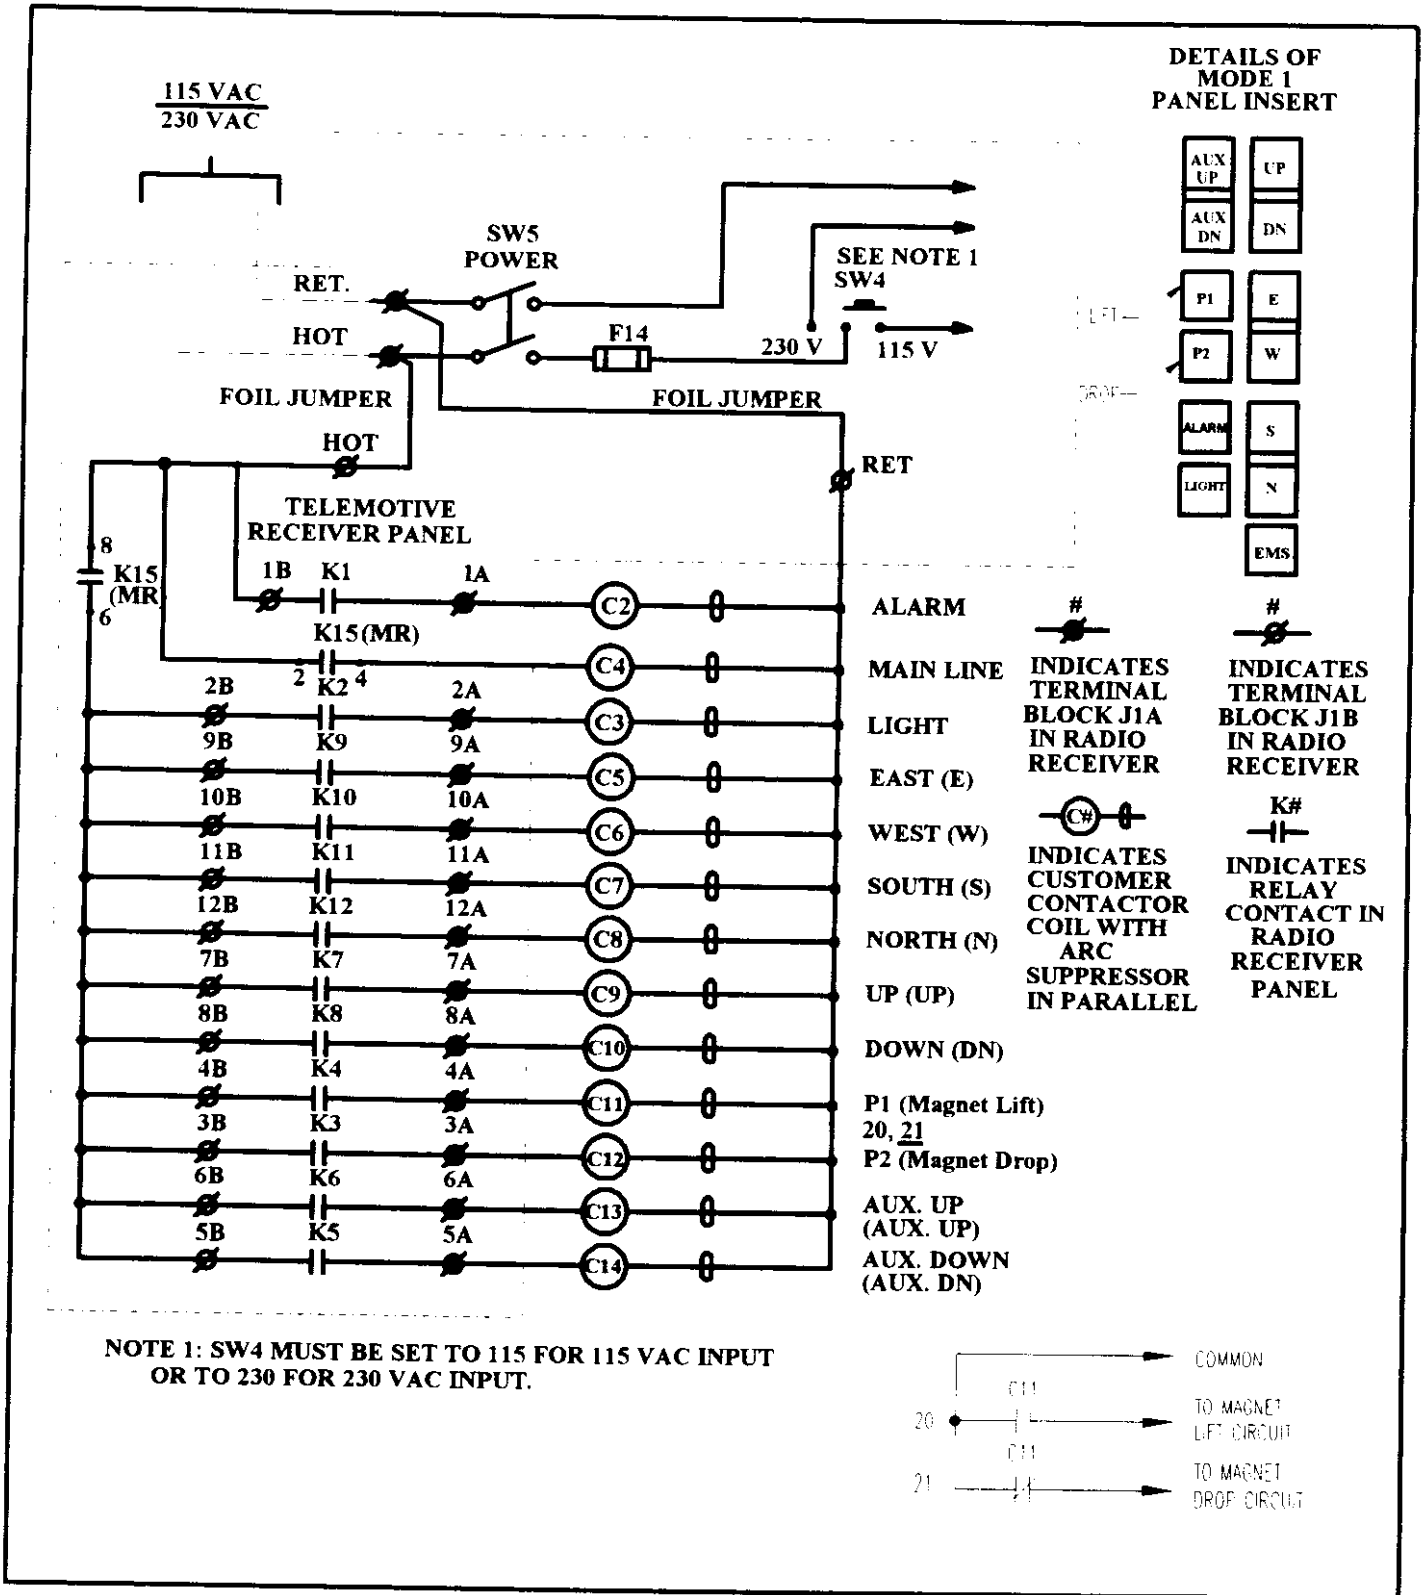 DETAILS OF
MODE 1
PANEL INSERT
115 VAC
230 VAC
AUX
UP
UP
AUX
DN
DN
SW5
POWER
SEE NOTE 1
SW4
RET.
P1
E
LIFT
HOT
F14
230 V
115 V
P2
W
FOIL JUMPER
FOIL JUMPER
DROP
ALARM
S
HOT
RET
LIGHT
N
TELEMOTIVE
RECEIVER PANEL
EMS
8
K15
(MR
6
1B K1 1A
C2
ALARM
K15(MR)
2 4
C4
MAIN LINE
2B K2 2A
C3
LIGHT
9B K9 9A
C5
EAST (E)
10B K10 10A
C6
WEST (W)
11B K11 11A
C7
SOUTH (S)
12B K12 12A
C8
NORTH (N)
7B K7 7A
C9
UP (UP)
8B K8 8A
C10
DOWN (DN)
4B K4 4A
C11
P1 (Magnet Lift)
20, 21
3B K3 3A
C12
P2 (Magnet Drop)
6B K6 6A
C13
AUX. UP
(AUX. UP)
5B K5 5A
C14
AUX. DOWN
(AUX. DN)
#
INDICATES
TERMINAL
BLOCK J1A
IN RADIO
RECEIVER
#
INDICATES
TERMINAL
BLOCK J1B
IN RADIO
RECEIVER
C#
INDICATES
CUSTOMER
CONTACTOR
COIL WITH
ARC
SUPPRESSOR
IN PARALLEL
K#
INDICATES
RELAY
CONTACT IN
RADIO
RECEIVER
PANEL
NOTE 1: SW4 MUST BE SET TO 115 FOR 115 VAC INPUT
OR TO 230 FOR 230 VAC INPUT.
COMMON
C11
20
TO MAGNET
LIFT CIRCUIT
C11
21
TO MAGNET
DROP CIRCUIT